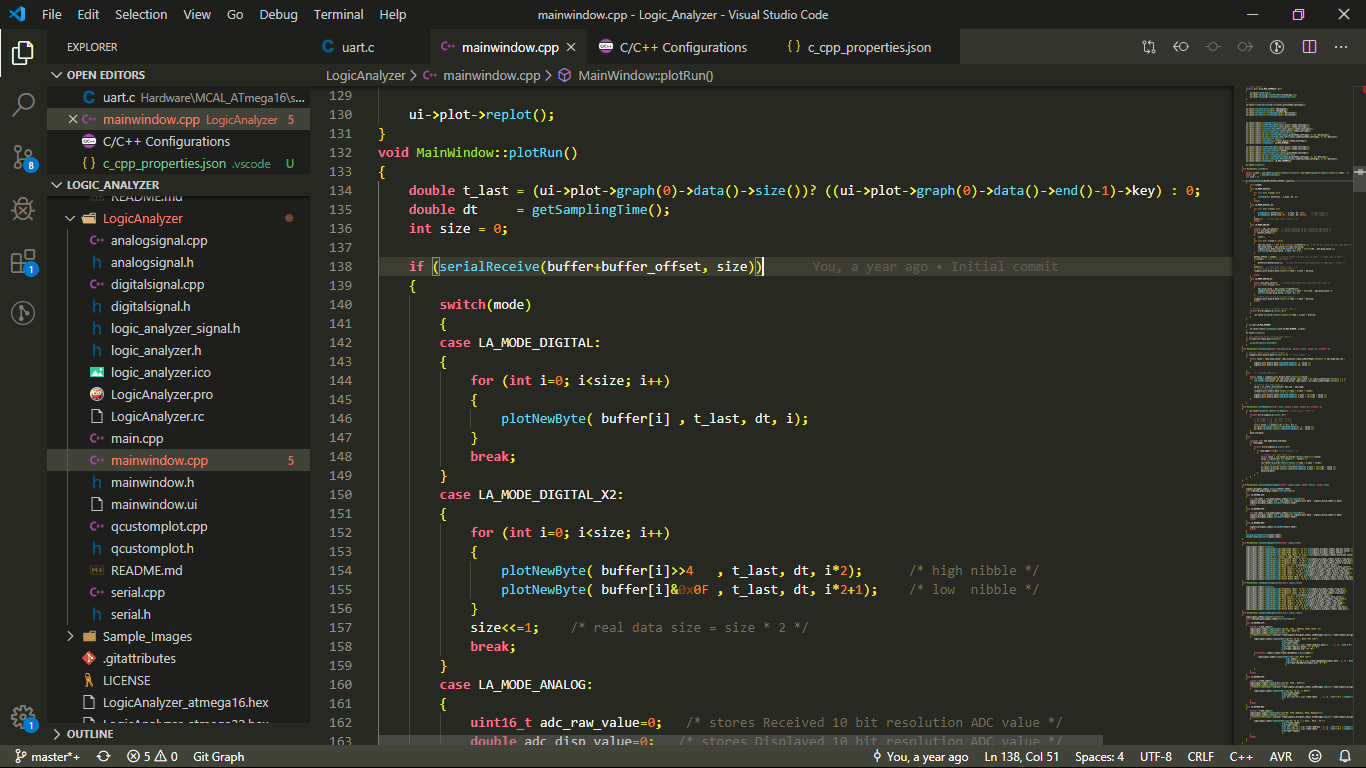 File Edit Selection View Go Debug Terminal Help
mainwindow.cpp - Logic_Analyzer - Visual Studio Code
EXPLORER
uart.c
mainwindow.cpp
C/C++ Configurations
c_cpp_properties.json
OPEN EDITORS
uart.c Hardware\MCAL_ATmega16\s...
mainwindow.cpp LogicAnalyzer 5
C/C++ Configurations
c_cpp_properties.json .vscode U
LOGIC_ANALYZER
README.md
LogicAnalyzer
analogsignal.cpp
analogsignal.h
digitalsignal.cpp
digitalsignal.h
logic_analyzer_signal.h
logic_analyzer.h
logic_analyzer.ico
LogicAnalyzer.pro
LogicAnalyzer.rc
main.cpp
mainwindow.cpp 5
mainwindow.h
mainwindow.ui
qcustomplot.cpp
qcustomplot.h
README.md
serial.cpp
serial.h
Sample_Images
.gitattributes
LICENSE
LogicAnalyzer_atmega16.hex
LogicAnalyzer_atmega32.hex
OUTLINE
8
1
1
LogicAnalyzer > mainwindow.cpp > MainWindow::plotRun()
129
130 ui->plot->replot();
131 }
132 void MainWindow::plotRun()
133 {
134 double t_last = (ui->plot->graph(0)->data()->size())? ((ui->plot->graph(0)->data()->end()-1)->key) : 0;
135 double dt = getSamplingTime();
136 int size = 0;
137
138 if (serialReceive(buffer+buffer_offset, size)) You, a year ago • Initial commit
139 {
140 switch(mode)
141 {
142 case LA_MODE_DIGITAL:
143 {
144 for (int i=0; i<size; i++)
145 {
146 plotNewByte( buffer[i] , t_last, dt, i);
147 }
148 break;
149 }
150 case LA_MODE_DIGITAL_X2:
151 {
152 for (int i=0; i<size; i++)
153 {
154 plotNewByte( buffer[i]>>4 , t_last, dt, i*2); /* high nibble */
155 plotNewByte( buffer[i]&0x0F , t_last, dt, i*2+1); /* low nibble */
156 }
157 size<<=1; /* real data size = size * 2 */
158 break;
159 }
160 case LA_MODE_ANALOG:
161 {
162 uint16_t adc_raw_value=0; /* stores Received 10 bit resolution ADC value */
163 double adc_disp_value=0; /* stores Displayed 10 bit resolution ADC value */
master*+ 5 0 Git Graph
You, a year ago Ln 138, Col 51 Spaces: 4 UTF-8 CRLF C++ AVR